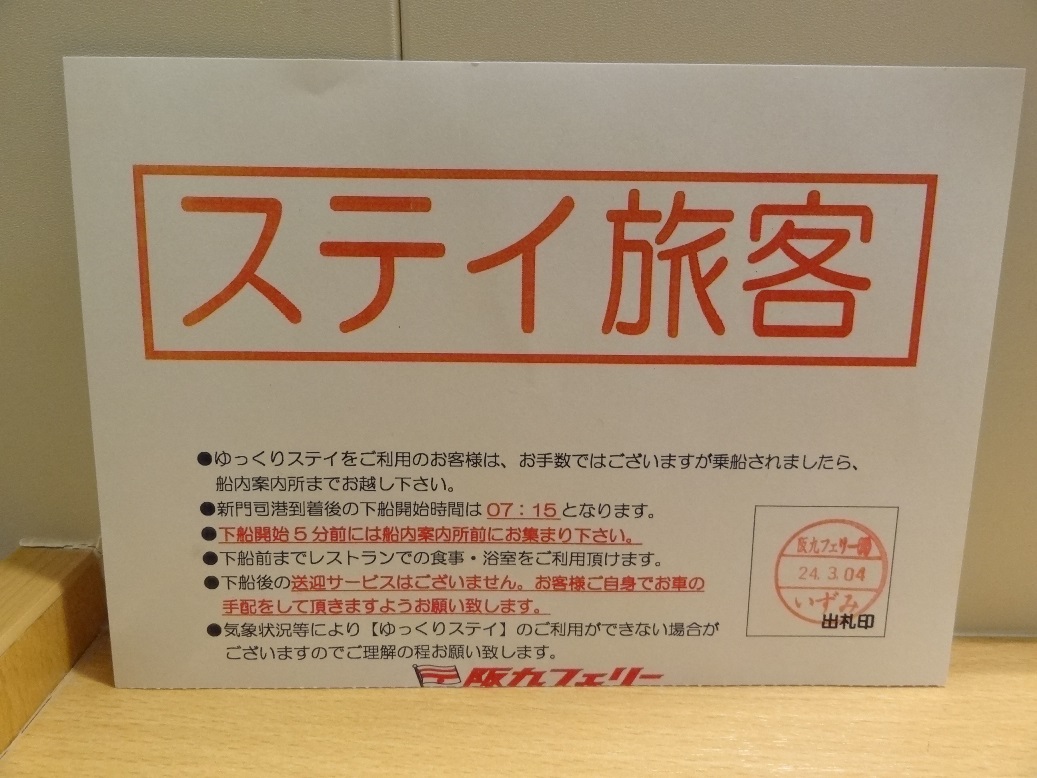 ステイ旅客
●ゆっくりステイをご利用のお客様は、お手数ではございますが乗船されましたら、
船内案内所までお越し下さい。
●新門司港到着後の下船開始時間は 07：15 となります。
●下船開始5分前には船内案内所前にお集まり下さい。
●下船前までレストランでの食事・浴室をご利用頂けます。
●下船後の送迎サービスはございません。お客様ご自身でお車の
手配をして頂きますようお願い致します。
●気象状況等により【ゆっくりステイ】のご利用ができない場合が
ございますのでご理解の程お願い致します。
阪九フェリー
阪九フェリー㈱
24.3.04
いずみ
出札印